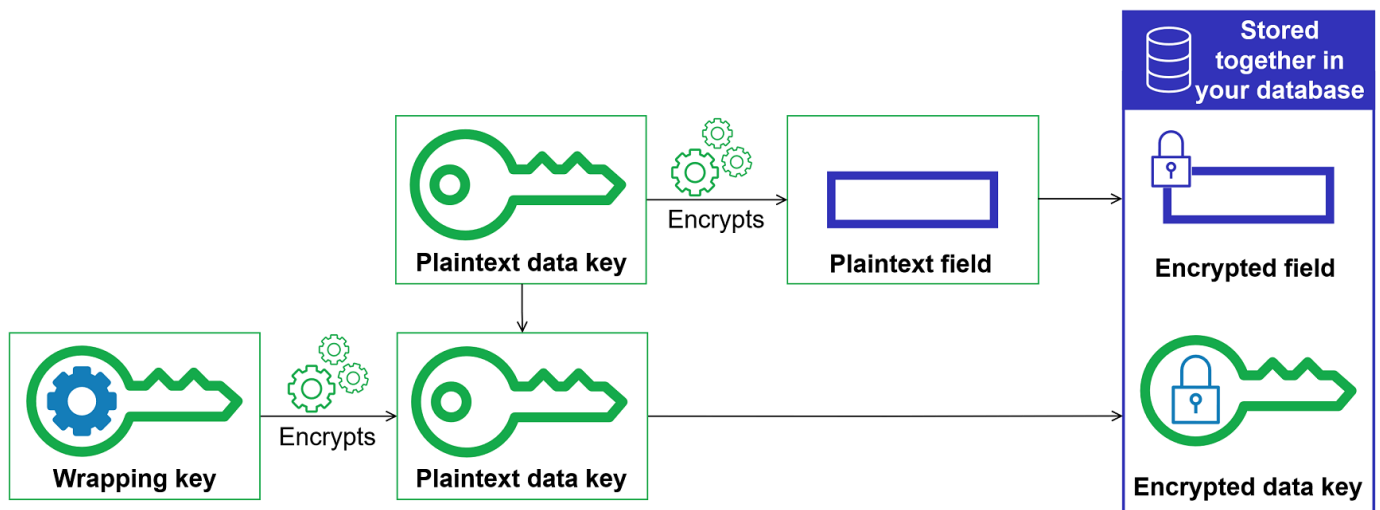 Stored
together in
your database
Plaintext data key
Encrypts
Plaintext field
Encrypted field
Wrapping key
Encrypts
Plaintext data key
Encrypted data key